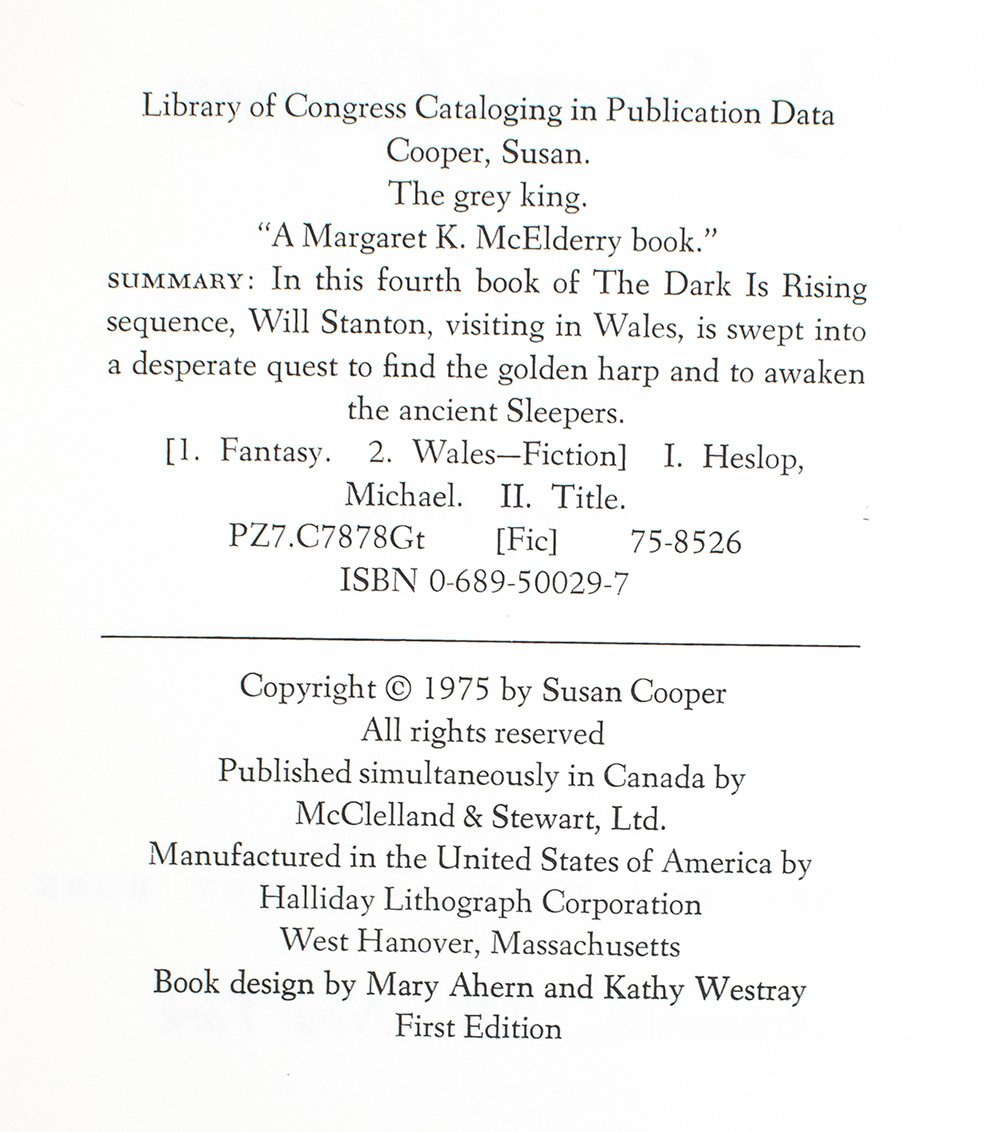 Library of Congress Cataloging in Publication Data
Cooper, Susan.
The grey king.
“A Margaret K. McElderry book.”
SUMMARY: In this fourth book of The Dark Is Rising
sequence, Will Stanton, visiting in Wales, is swept into
a desperate quest to find the golden harp and to awaken
the ancient Sleepers.
[1. Fantasy. 2. Wales—Fiction] I. Heslop,
Michael. II. Title.
PZ7.C7878Gt [Fic] 75-8526
ISBN 0-689-50029-7
Copyright © 1975 by Susan Cooper
All rights reserved
Published simultaneously in Canada by
McClelland & Stewart, Ltd.
Manufactured in the United States of America by
Halliday Lithograph Corporation
West Hanover, Massachusetts
Book design by Mary Ahern and Kathy Westray
First Edition